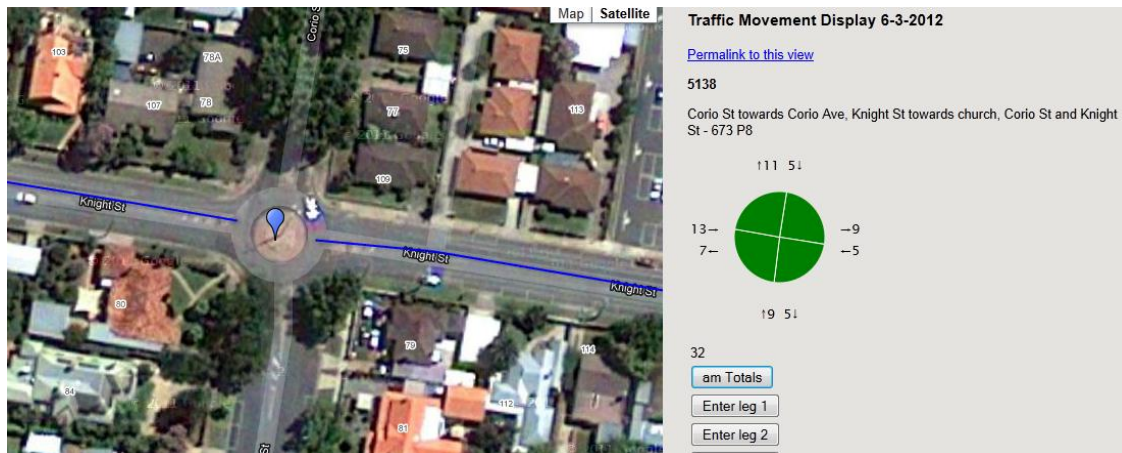 Map Satellite
Corio S
103
78A
75
107
78
77
113
109
Knight St
Knight St
Knight St
80
79
114
84
112
81
St
Traffic Movement Display 6-3-2012
Permalink to this view
5138
Corio St towards Corio Ave, Knight St towards church, Corio St and Knight
St - 673 P8
↑11 5↓
13→ →9
7← ←5
↑9 5↓
32
am Totals
Enter leg 1
Enter leg 2